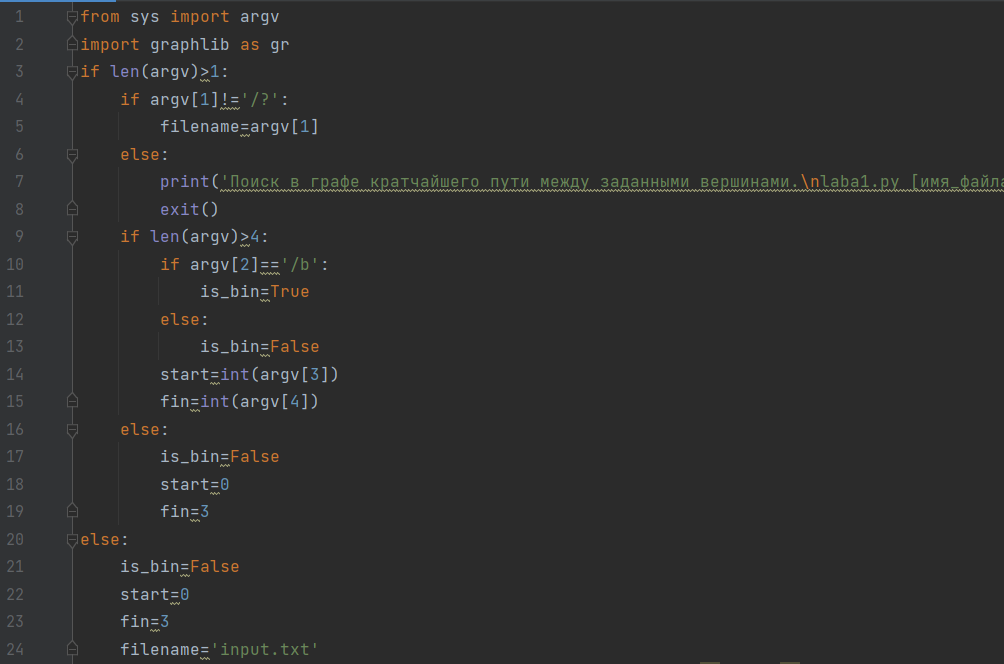 1 from sys import argv
2 import graphlib as gr
3 if len(argv)>1:
4     if argv[1]!='/?':
5         filename=argv[1]
6     else:
7         print('Поиск в графе кратчайшего пути между заданными вершинами.\nlaba1.py [имя_файла
8         exit()
9     if len(argv)>4:
10         if argv[2]=='/b':
11             is_bin=True
12         else:
13             is_bin=False
14         start=int(argv[3])
15         fin=int(argv[4])
16     else:
17         is_bin=False
18         start=0
19         fin=3
20 else:
21     is_bin=False
22     start=0
23     fin=3
24     filename='input.txt'